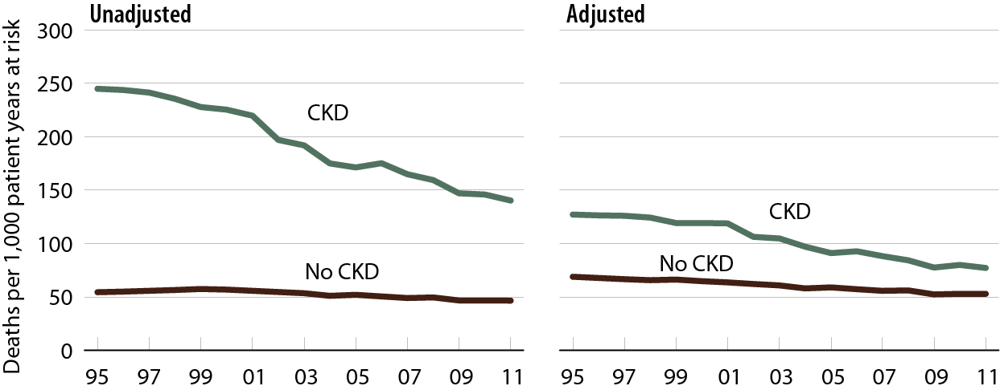 Unadjusted
Adjusted
Deaths per 1,000 patient years at risk
300
250
200
150
100
50
0
CKD
No CKD
95 97 99 01 03 05 07 09 11
CKD
No CKD
95 97 99 01 03 05 07 09 11